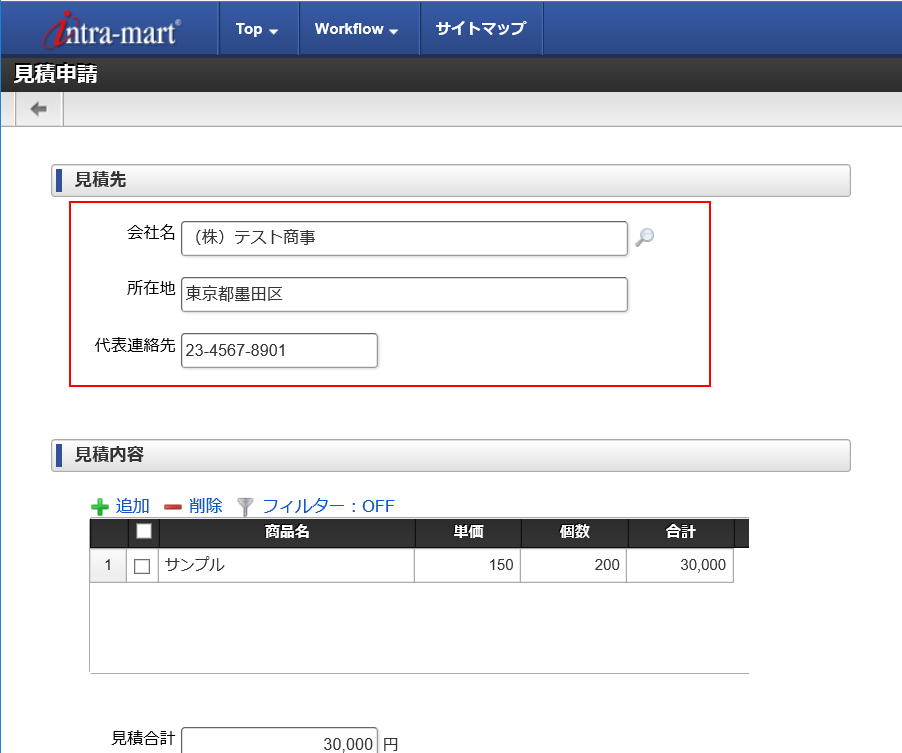 intra-mart® Top Workflow サイトマップ
見積申請
見積先
会社名 （株）テスト商事
所在地 東京都墨田区
代表連絡先 23-4567-8901
見積内容
追加 削除 フィルター：OFF
商品名 単価 個数 合計
1 サンプル 150 200 30,000
見積合計 30,000 円